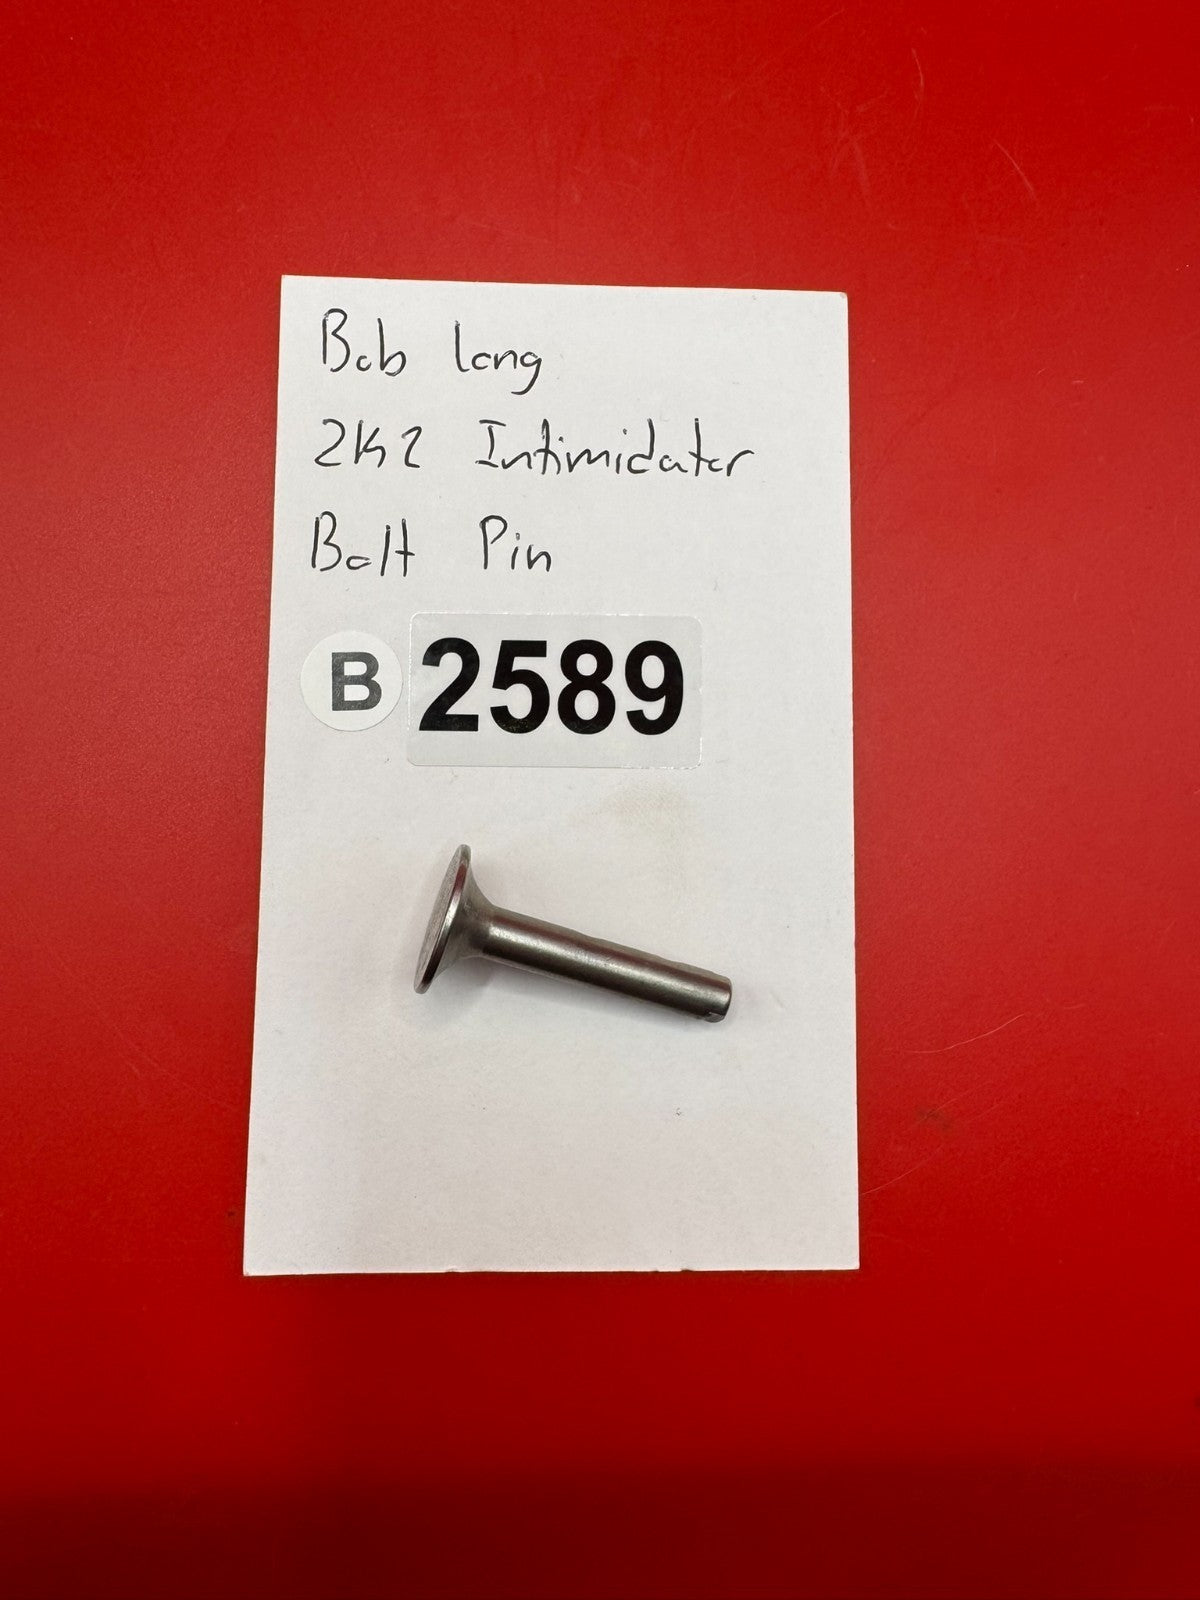 Bob Long
2K2 Intimidator
Bolt Pin
B 2589